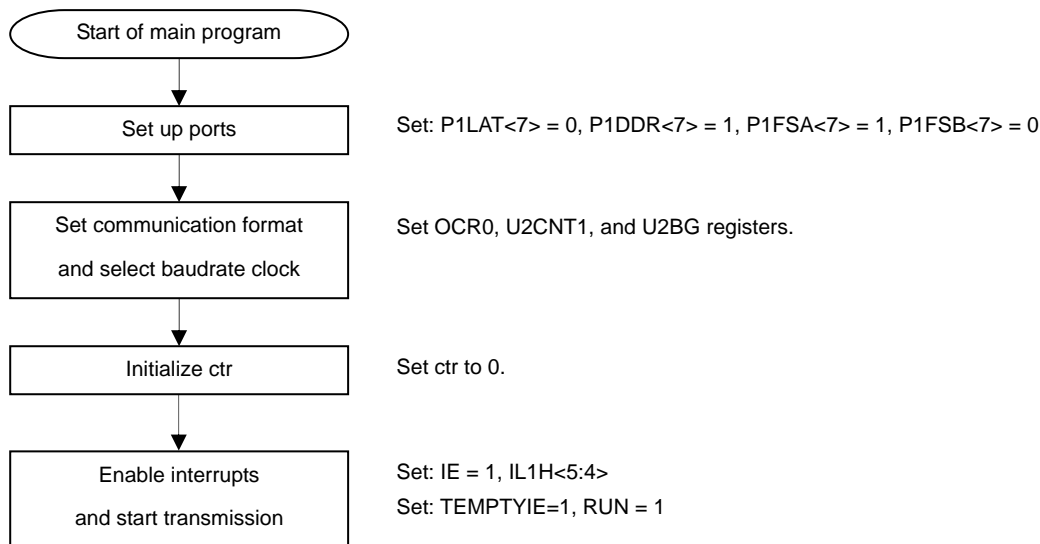 Start of main program
Set up ports
Set: P1LAT<7> = 0, P1DDR<7> = 1, P1FSA<7> = 1, P1FSB<7> = 0
Set communication format
and select baudrate clock
Set OCR0, U2CNT1, and U2BG registers.
Initialize ctr
Set ctr to 0.
Enable interrupts
and start transmission
Set: IE = 1, IL1H<5:4>
Set: TEMPTYIE=1, RUN = 1